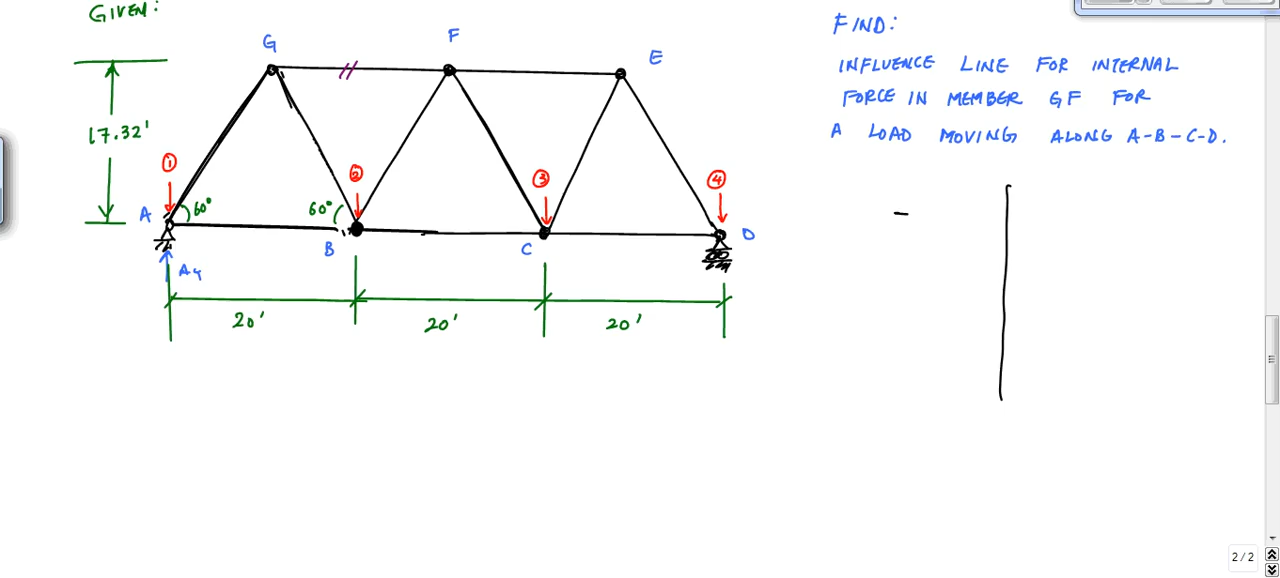 GIVEN:
FIND:
G
F
E
INFLUENCE LINE FOR INTERNAL
FORCE IN MEMBER GF FOR
A LOAD MOVING ALONG A-B-C-D.
17.32'
1
2
3
4
A
60°
60°
B
C
D
Ay
20'
20'
20'
2/2